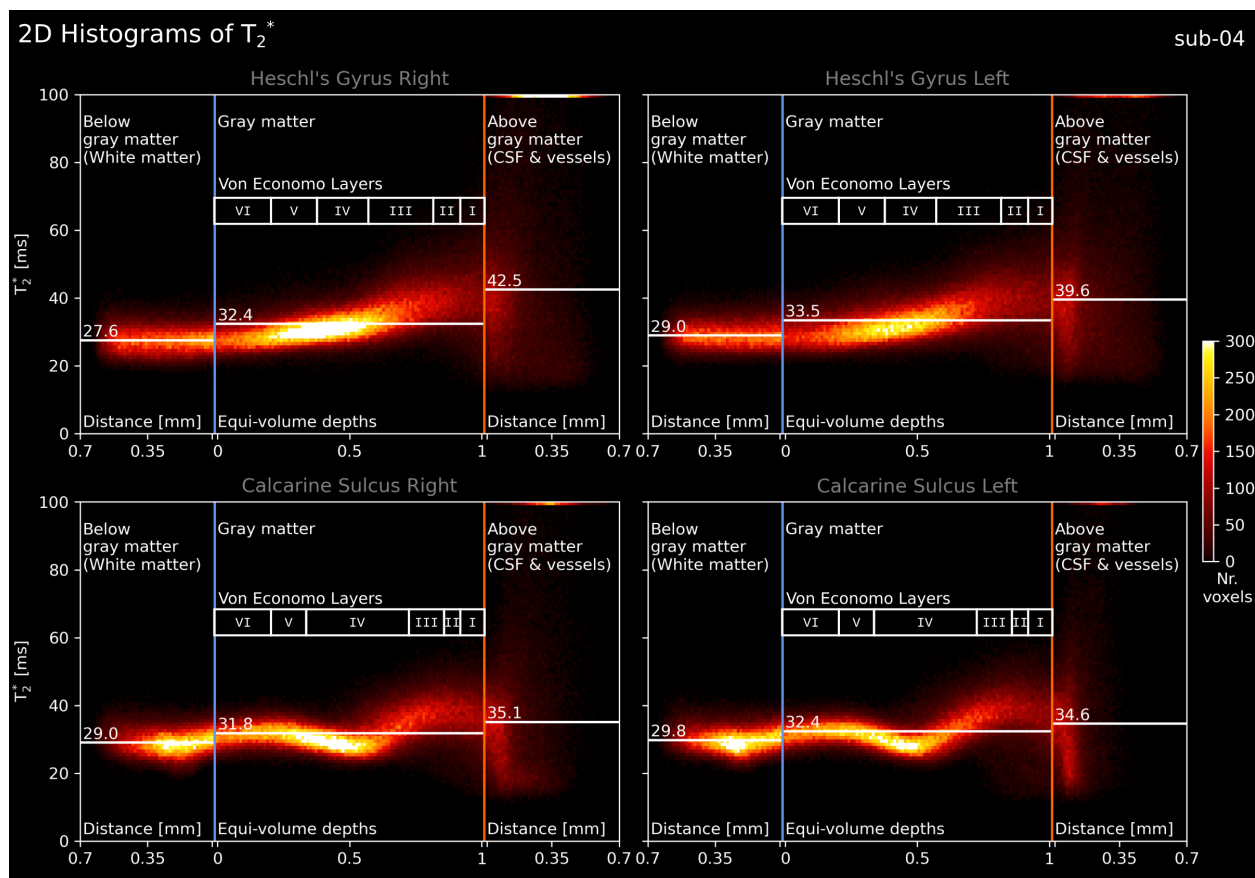 2D Histograms of T₂*
sub-04
Heschl's Gyrus Right
100
80
60
40
20
0
T₂* [ms]
Below
gray matter
(White matter)
Gray matter
Above
gray matter
(CSF & vessels)
Von Economo Layers
VI V IV III II I
27.6
32.4
42.5
Distance [mm]
Equi-volume depths
Distance [mm]
0.7 0.35 0 0.5 1 0.35 0.7
Heschl's Gyrus Left
Below
gray matter
(White matter)
Gray matter
Above
gray matter
(CSF & vessels)
Von Economo Layers
VI V IV III II I
29.0
33.5
39.6
Distance [mm]
Equi-volume depths
Distance [mm]
0.35 0 0.5 1 0.35 0.7
Calcarine Sulcus Right
100
80
60
40
20
0
T₂* [ms]
Below
gray matter
(White matter)
Gray matter
Above
gray matter
(CSF & vessels)
Von Economo Layers
VI V IV III II I
29.0
31.8
35.1
Distance [mm]
Equi-volume depths
Distance [mm]
0.7 0.35 0 0.5 1 0.35 0.7
Calcarine Sulcus Left
Below
gray matter
(White matter)
Gray matter
Above
gray matter
(CSF & vessels)
Von Economo Layers
VI V IV III II I
29.8
32.4
34.6
Distance [mm]
Equi-volume depths
Distance [mm]
0.35 0 0.5 1 0.35 0.7
300
250
200
150
100
50
0
Nr.
voxels